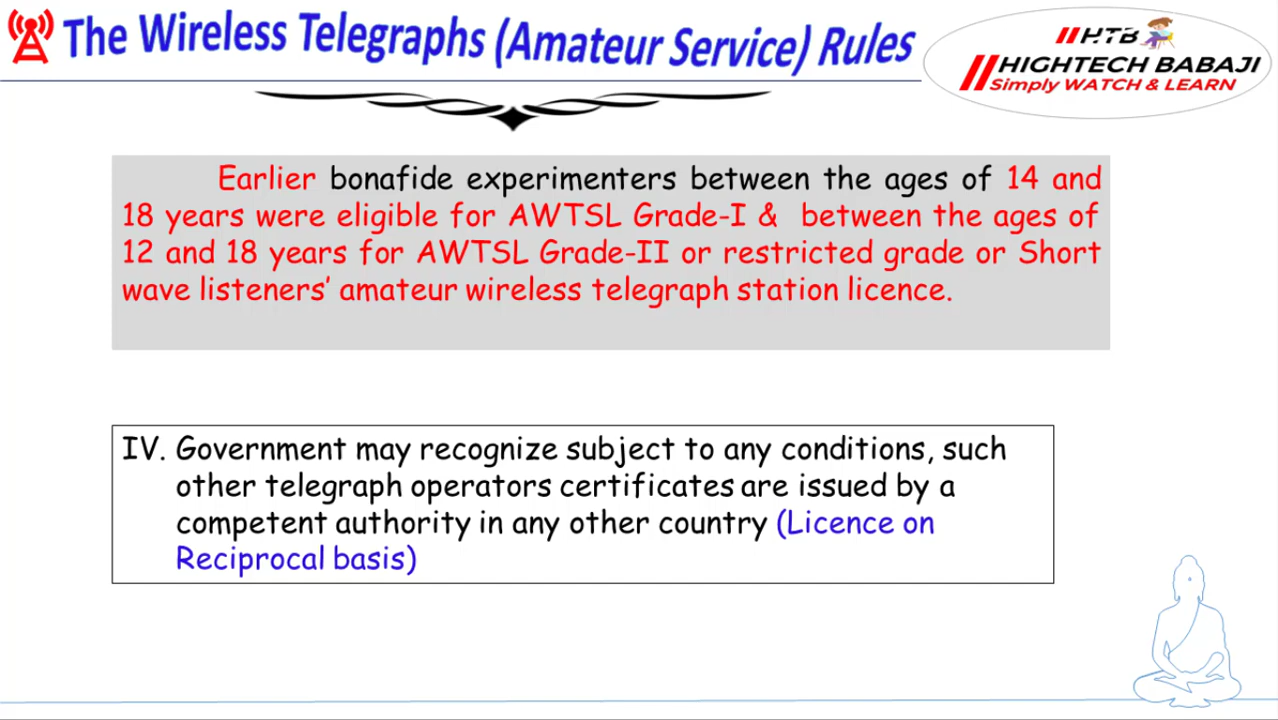 The Wireless Telegraphs (Amateur Service) Rules
HTB
HIGHTECH BABAJI
Simply WATCH & LEARN
Earlier bonafide experimenters between the ages of 14 and
18 years were eligible for AWTSL Grade-I & between the ages of
12 and 18 years for AWTSL Grade-II or restricted grade or Short
wave listeners’ amateur wireless telegraph station licence.
IV. Government may recognize subject to any conditions, such
other telegraph operators certificates are issued by a
competent authority in any other country (Licence on
Reciprocal basis)